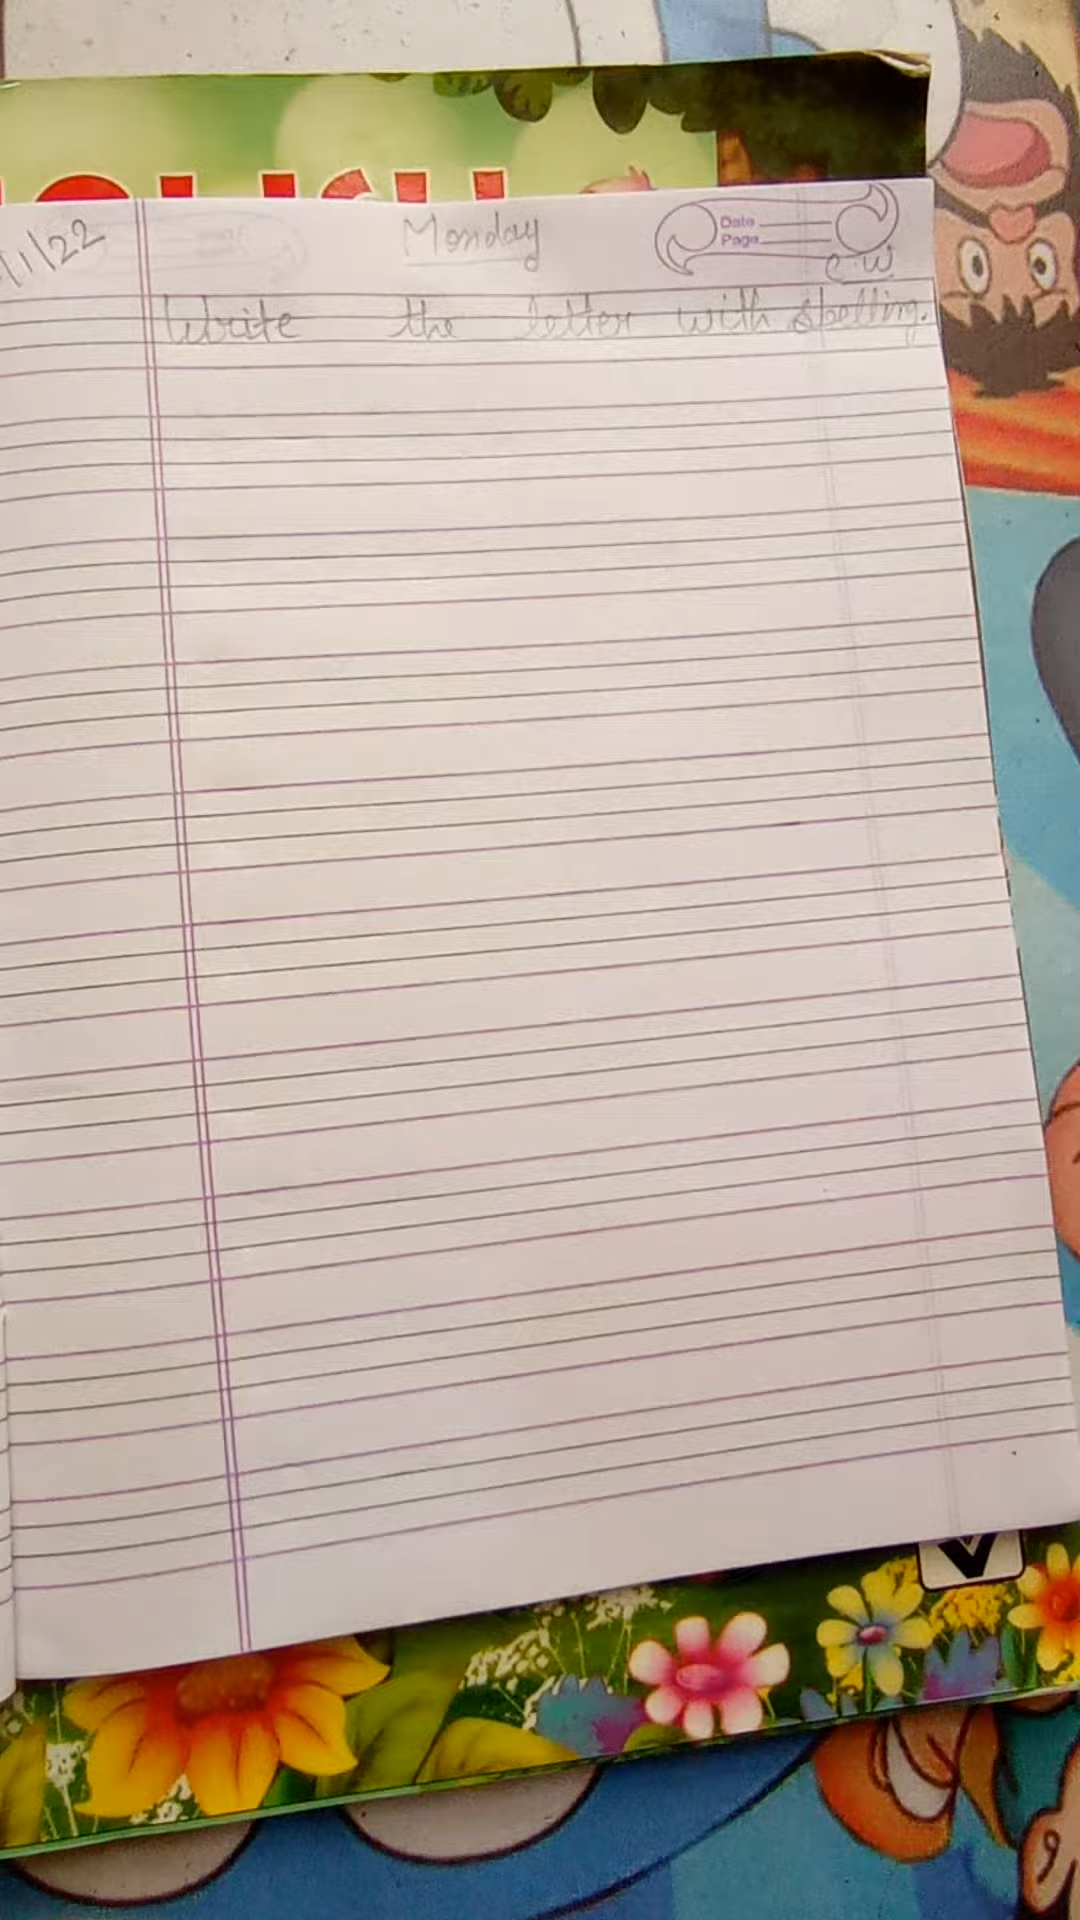 /1/22
Monday
Date
Page
C.W
Write the letter with spelling.